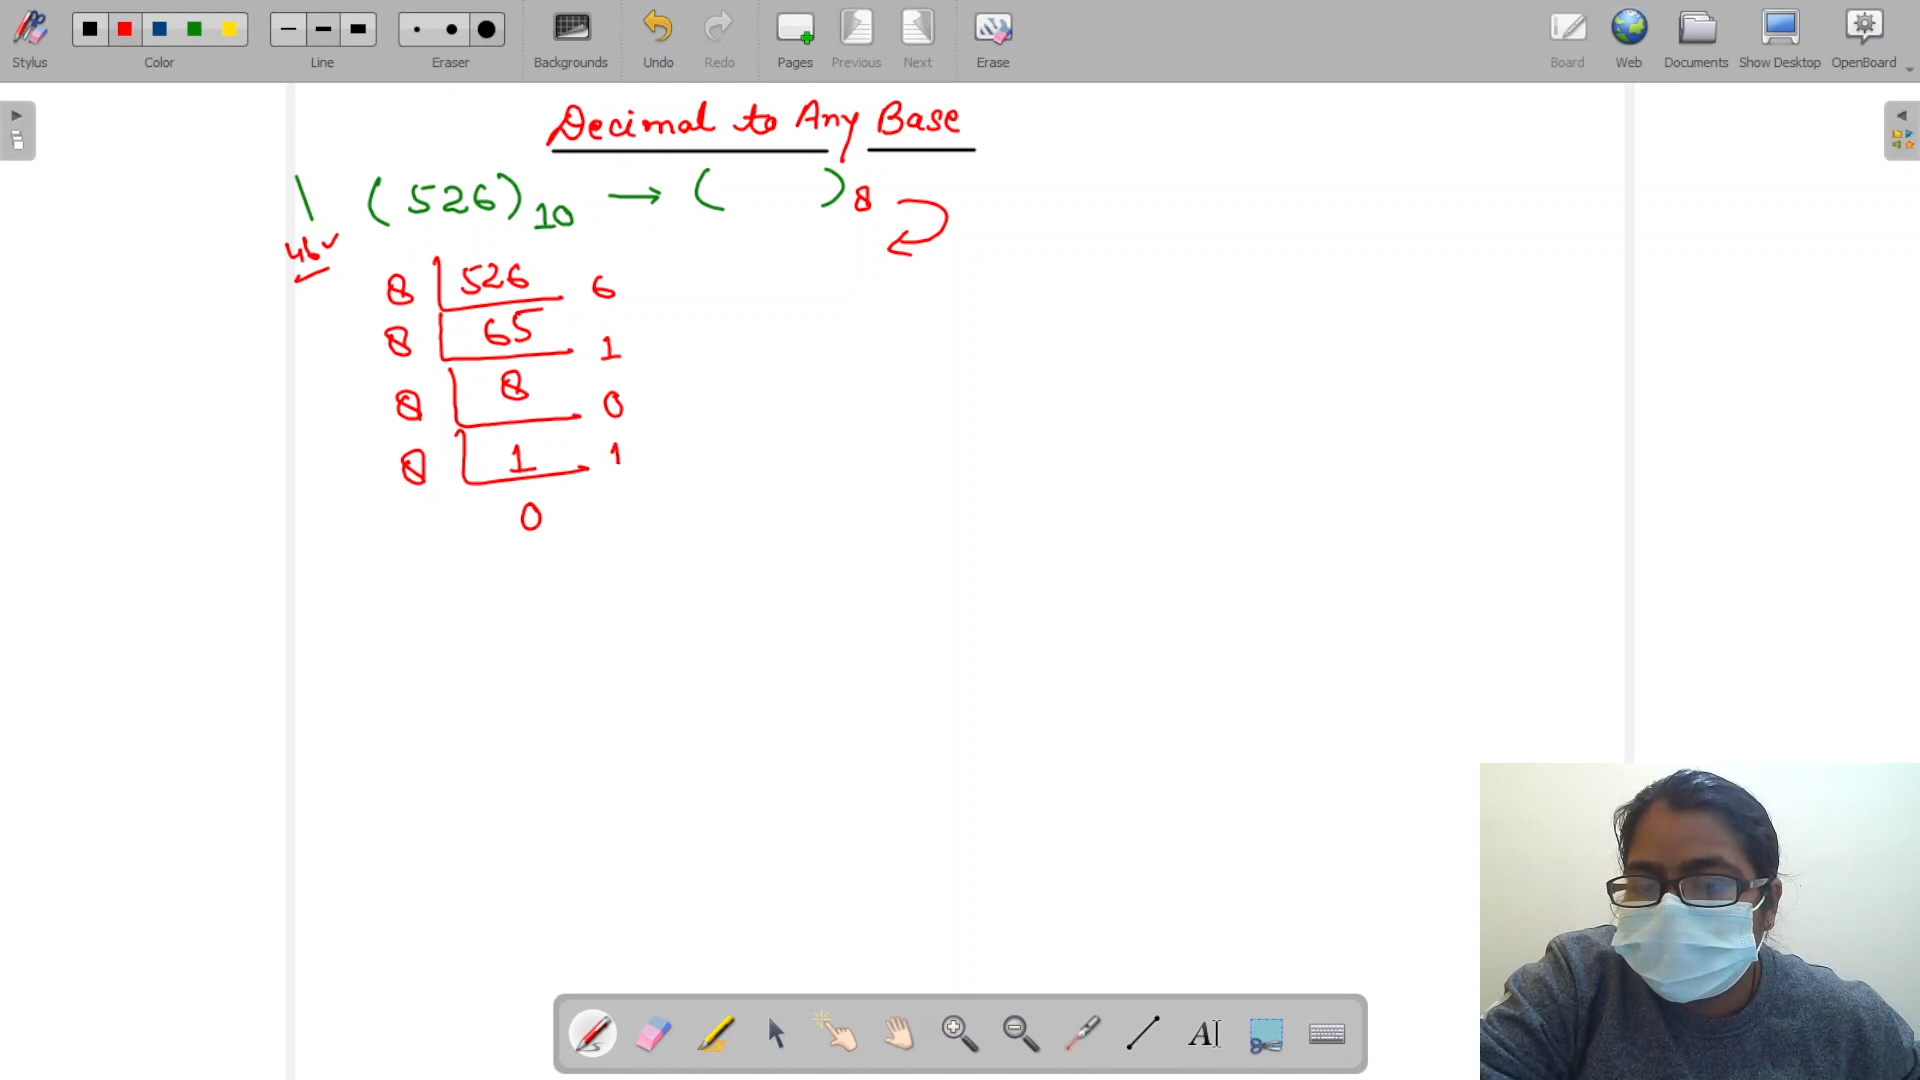 Stylus Color Line Eraser Backgrounds Undo Redo Pages Previous Next Erase Board Web Documents Show Desktop OpenBoard
Decimal to Any Base
1 (526)10 → ( )8
8 526 6
8 65 1
8 8 0
8 1 1
0